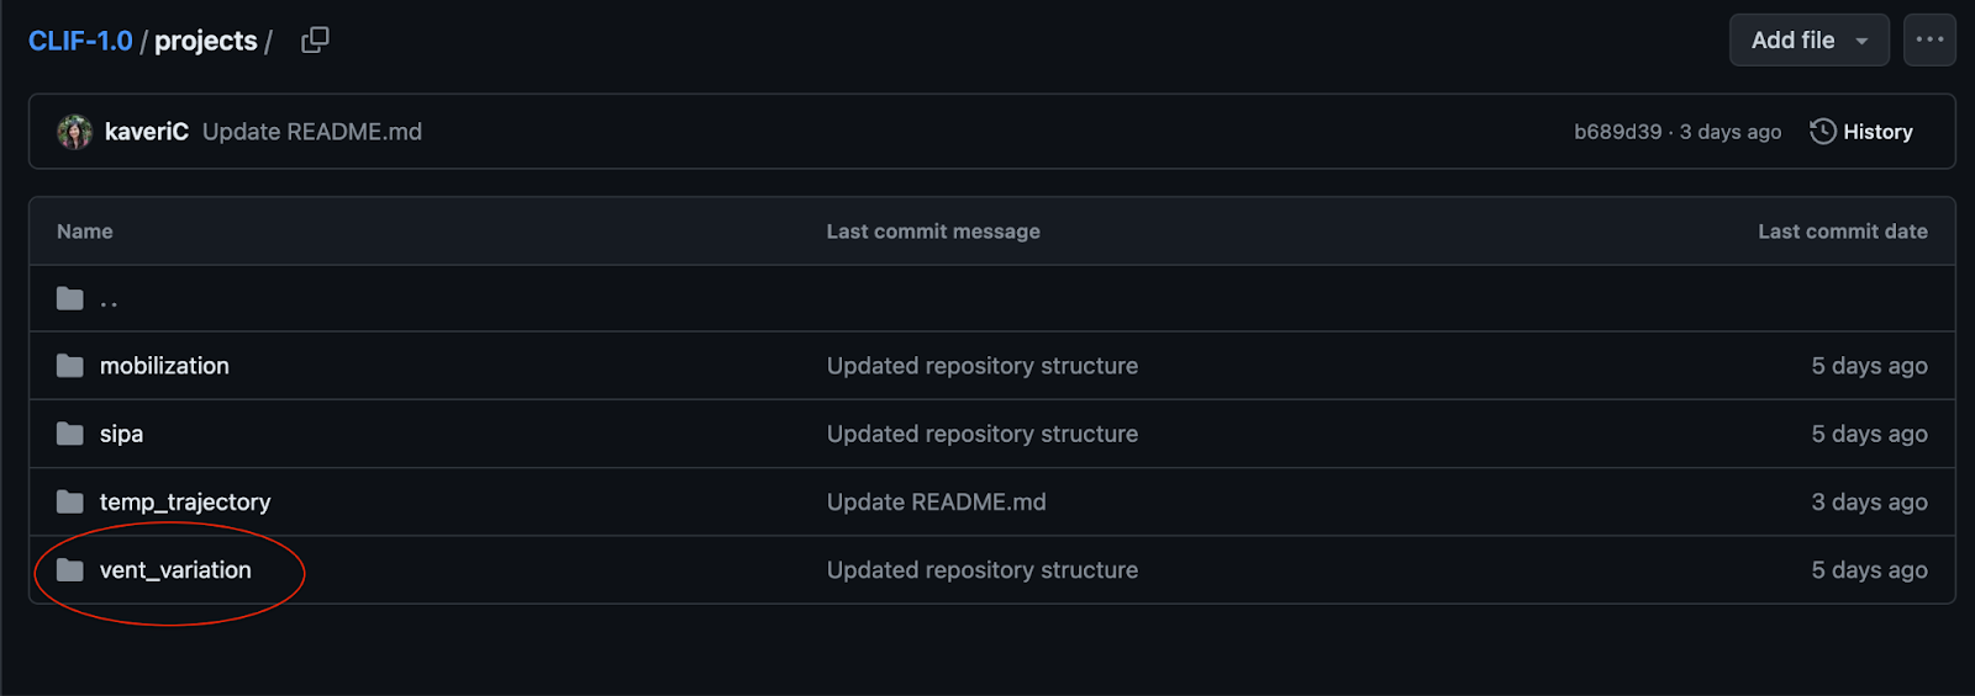 CLIF-1.0 / projects / Add file ...
kaveriC Update README.md b689d39 · 3 days ago History
Name Last commit message Last commit date
..
mobilization Updated repository structure 5 days ago
sipa Updated repository structure 5 days ago
temp_trajectory Update README.md 3 days ago
vent_variation Updated repository structure 5 days ago